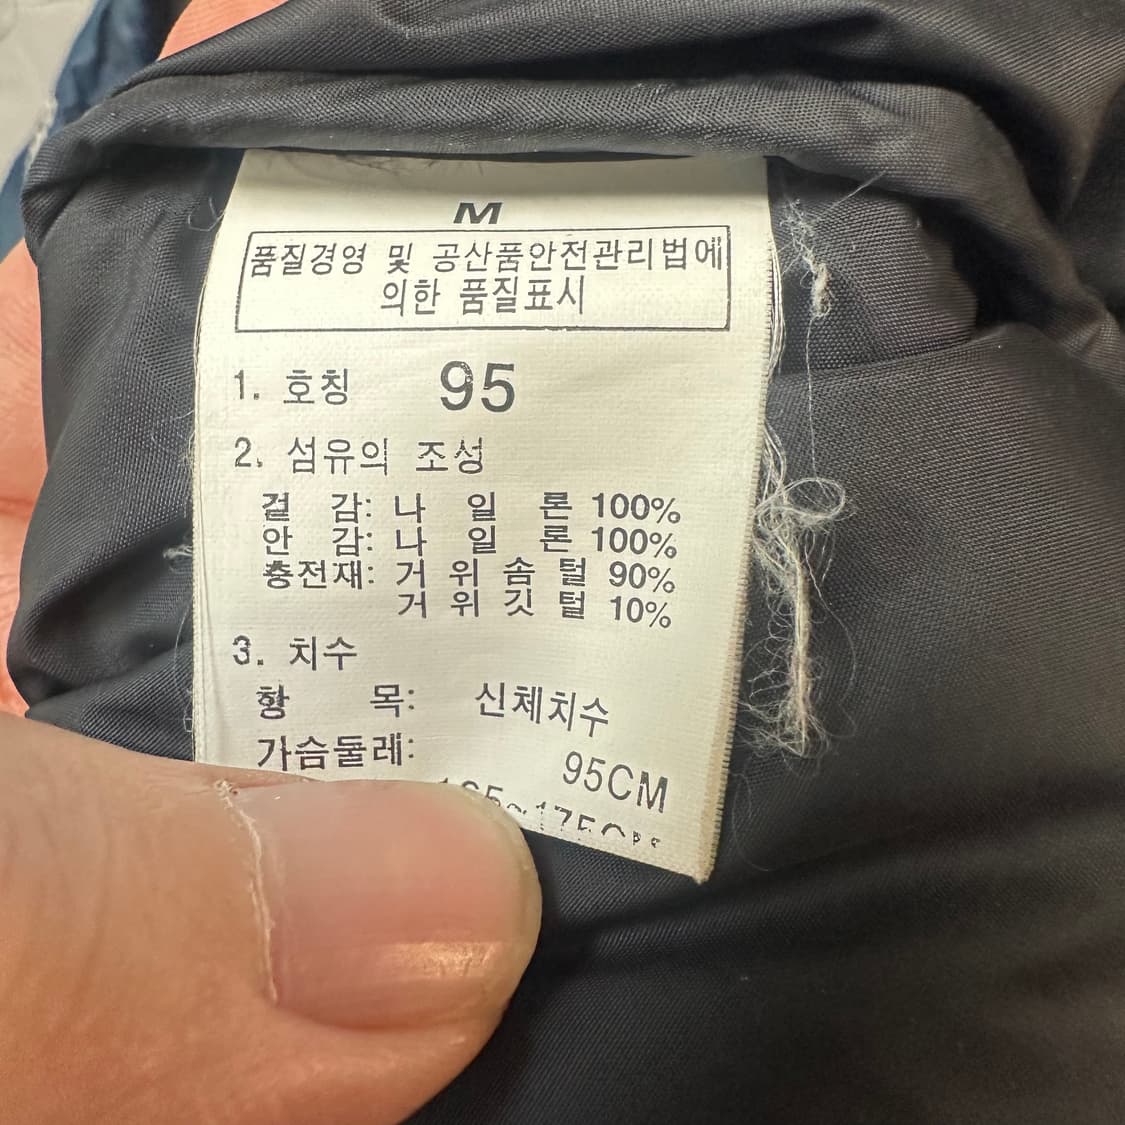 M
품질경영 및 공산품안전관리법에
의한 품질표시
1. 호칭 95
2. 섬유의 조성
겉 감: 나 일 론 100%
안 감: 나 일 론 100%
충전재: 거 위 솜 털 90%
거 위 깃 털 10%
3. 치수
항 목: 신체치수
가슴둘레: 95CM